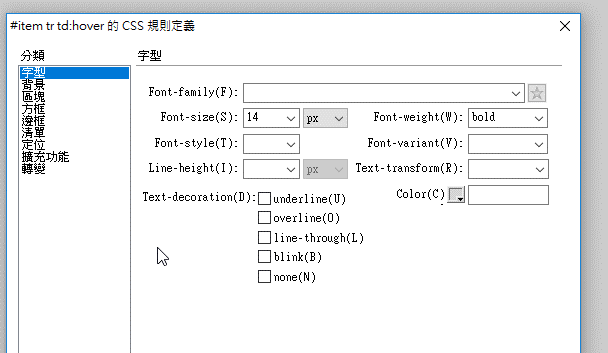 #item tr td:hover 的 CSS 規則定義
分類
字型
背景
區塊
方框
邊框
清單
定位
擴充功能
轉變
字型
Font-family(F):
Font-size(S): 14 px Font-weight(W): bold
Font-style(T): Font-variant(V):
Line-height(I): px Text-transform(R):
Text-decoration(D): underline(U) Color(C):
overline(O)
line-through(L)
blink(B)
none(N)